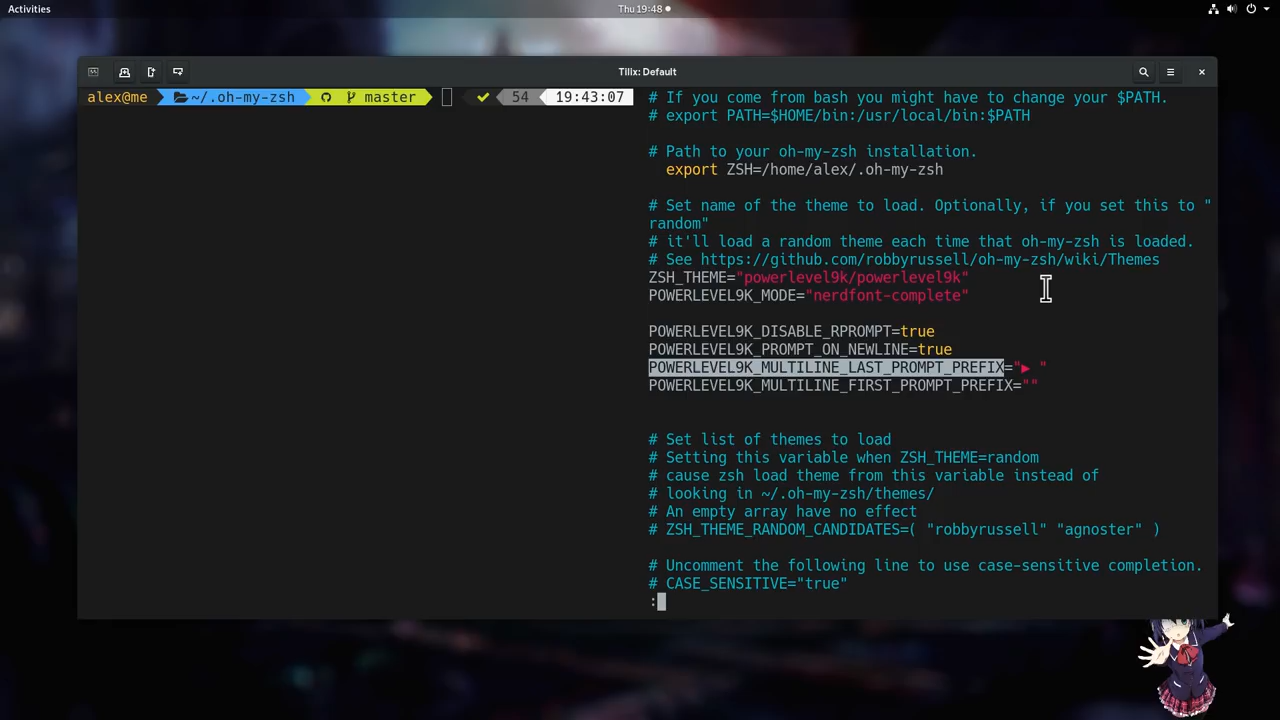 Activities
Thu 19:48
Tilix: Default
alex@me ~/.oh-my-zsh master 54 19:43:07
# If you come from bash you might have to change your $PATH.
# export PATH=$HOME/bin:/usr/local/bin:$PATH
# Path to your oh-my-zsh installation.
export ZSH=/home/alex/.oh-my-zsh
# Set name of the theme to load. Optionally, if you set this to "
random"
# it'll load a random theme each time that oh-my-zsh is loaded.
# See https://github.com/robbyrussell/oh-my-zsh/wiki/Themes
ZSH_THEME="powerlevel9k/powerlevel9k"
POWERLEVEL9K_MODE="nerdfont-complete"
POWERLEVEL9K_DISABLE_RPROMPT=true
POWERLEVEL9K_PROMPT_ON_NEWLINE=true
POWERLEVEL9K_MULTILINE_LAST_PROMPT_PREFIX="▶ "
POWERLEVEL9K_MULTILINE_FIRST_PROMPT_PREFIX=""
# Set list of themes to load
# Setting this variable when ZSH_THEME=random
# cause zsh load theme from this variable instead of
# looking in ~/.oh-my-zsh/themes/
# An empty array have no effect
# ZSH_THEME_RANDOM_CANDIDATES=( "robbyrussell" "agnoster" )
# Uncomment the following line to use case-sensitive completion.
# CASE_SENSITIVE="true"
: